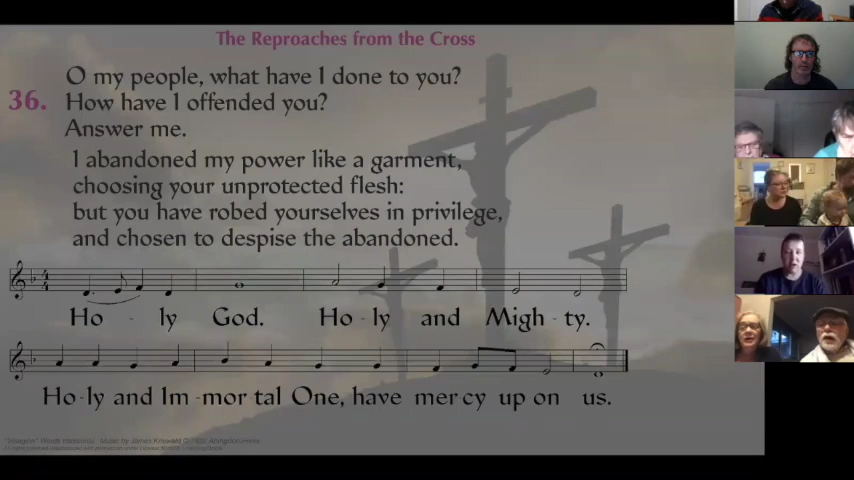 The Reproaches from the Cross
36.
O my people, what have I done to you?
How have I offended you?
Answer me.
I abandoned my power like a garment,
choosing your unprotected flesh:
but you have robed yourselves in privilege,
and chosen to despise the abandoned.
Ho - ly God. Ho - ly and Migh - ty.
Ho - ly and Im - mor tal One, have mer cy up on us.
Music by James